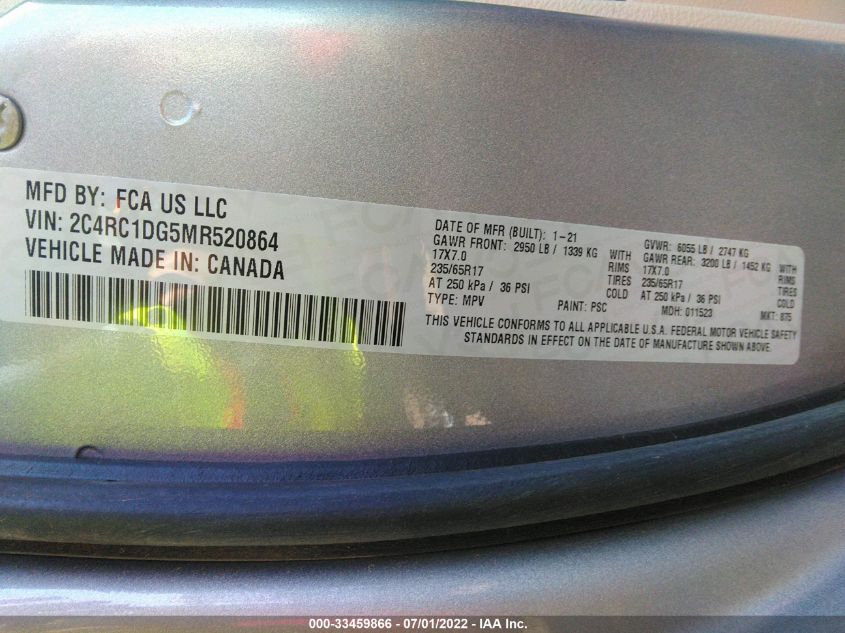 MFD BY: FCA US LLC
VIN: 2C4RC1DG5MR520864
VEHICLE MADE IN: CANADA
DATE OF MFR (BUILT): 1-21
GAWR FRONT: 2950 LB / 1339 KG WITH
17X7.0 RIMS
235/65R17 TIRES
AT 250 kPa / 36 PSI COLD
TYPE: MPV PAINT: PSC
GVWR: 6055 LB / 2747 KG
GAWR REAR: 3200 LB / 1452 KG WITH
17X7.0 RIMS
235/65R17 TIRES
AT 250 kPa / 36 PSI COLD
MDH: 011523 MKT: 875
THIS VEHICLE CONFORMS TO ALL APPLICABLE U.S.A. FEDERAL MOTOR VEHICLE SAFETY
STANDARDS IN EFFECT ON THE DATE OF MANUFACTURE SHOWN ABOVE.
000-33459866 - 07/01/2022 - IAA Inc.